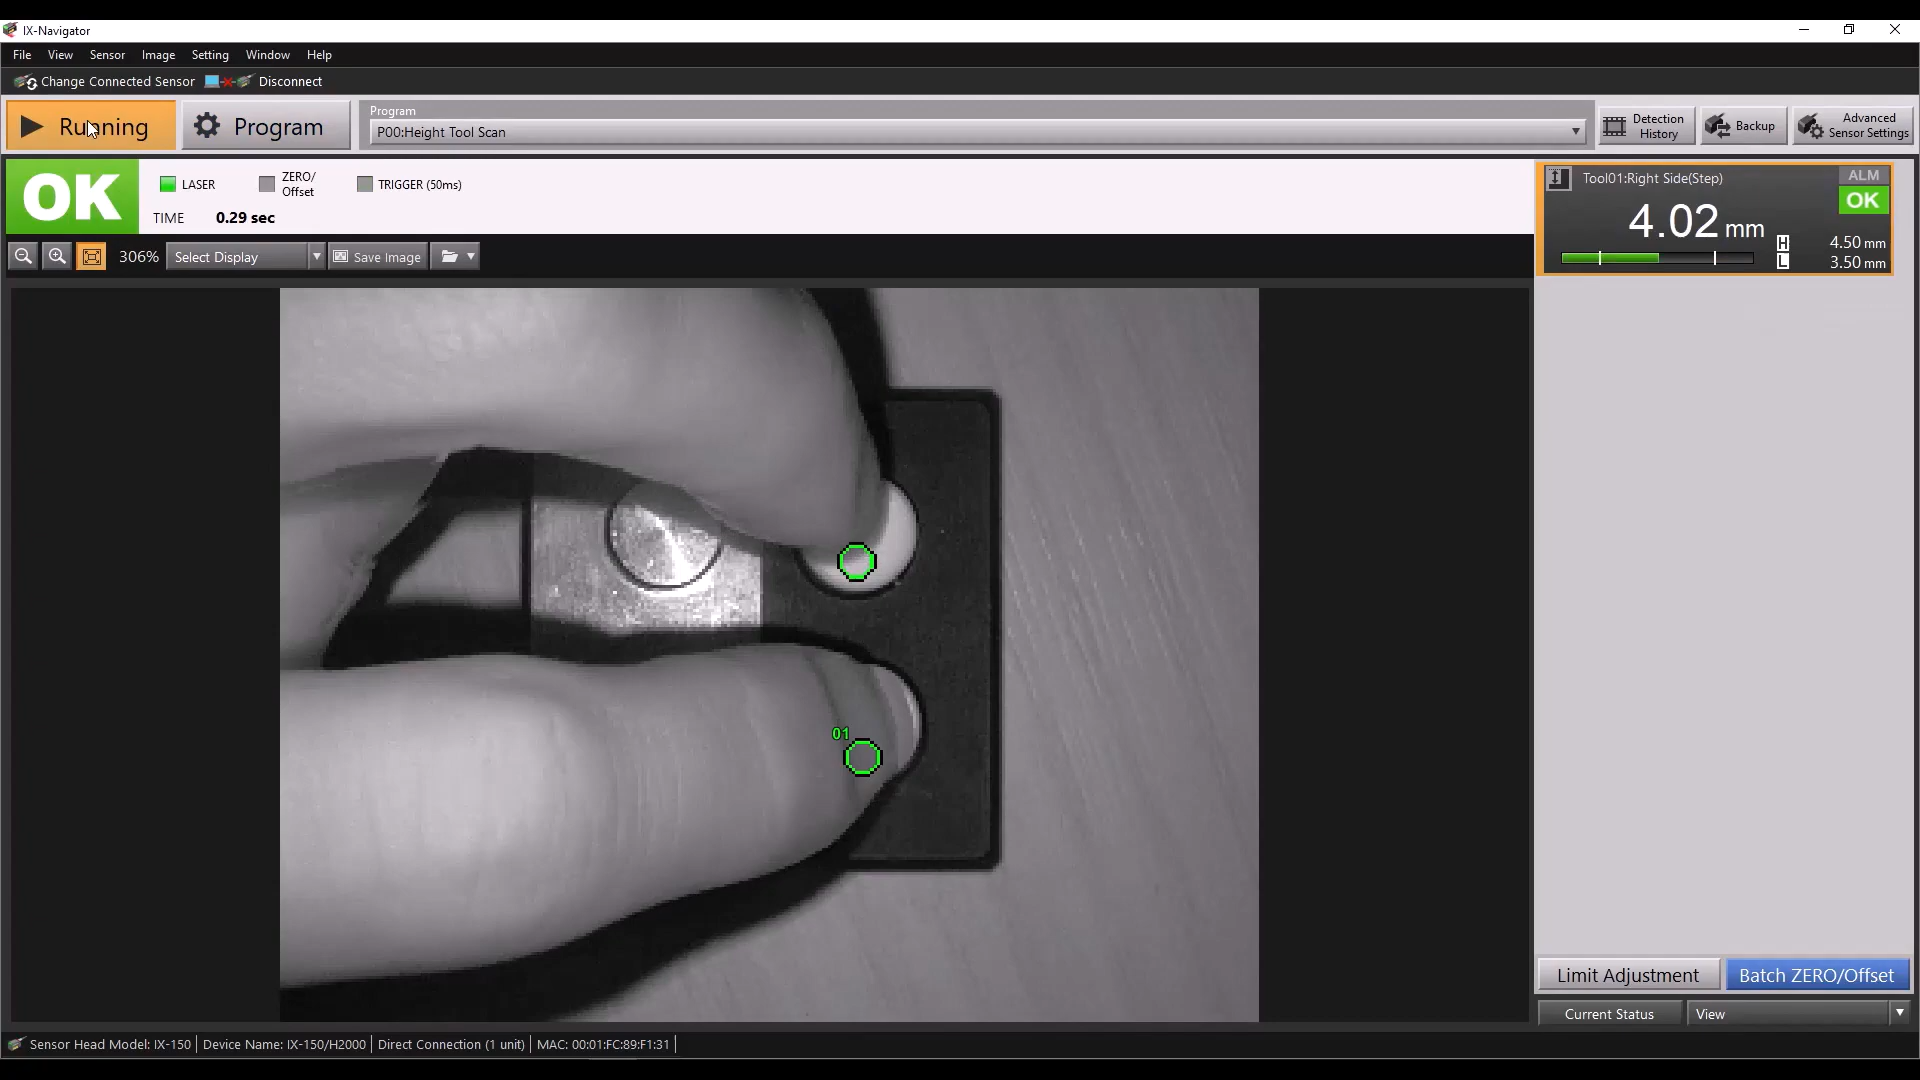 IX-Navigator
File View Sensor Image Setting Window Help
Change Connected Sensor Disconnect
Running
Program
Program
P00:Height Tool Scan
Detection
History
Backup
Advanced
Sensor Settings
OK
LASER
ZERO/
Offset
TRIGGER (50ms)
TIME 0.29 sec
306%
Select Display
Save Image
Tool01:Right Side(Step)
ALM
OK
4.02 mm
H 4.50 mm
L 3.50 mm
01
Limit Adjustment
Batch ZERO/Offset
Current Status
View
Sensor Head Model: IX-150 Device Name: IX-150/H2000 Direct Connection (1 unit) MAC: 00:01:FC:89:F1:31